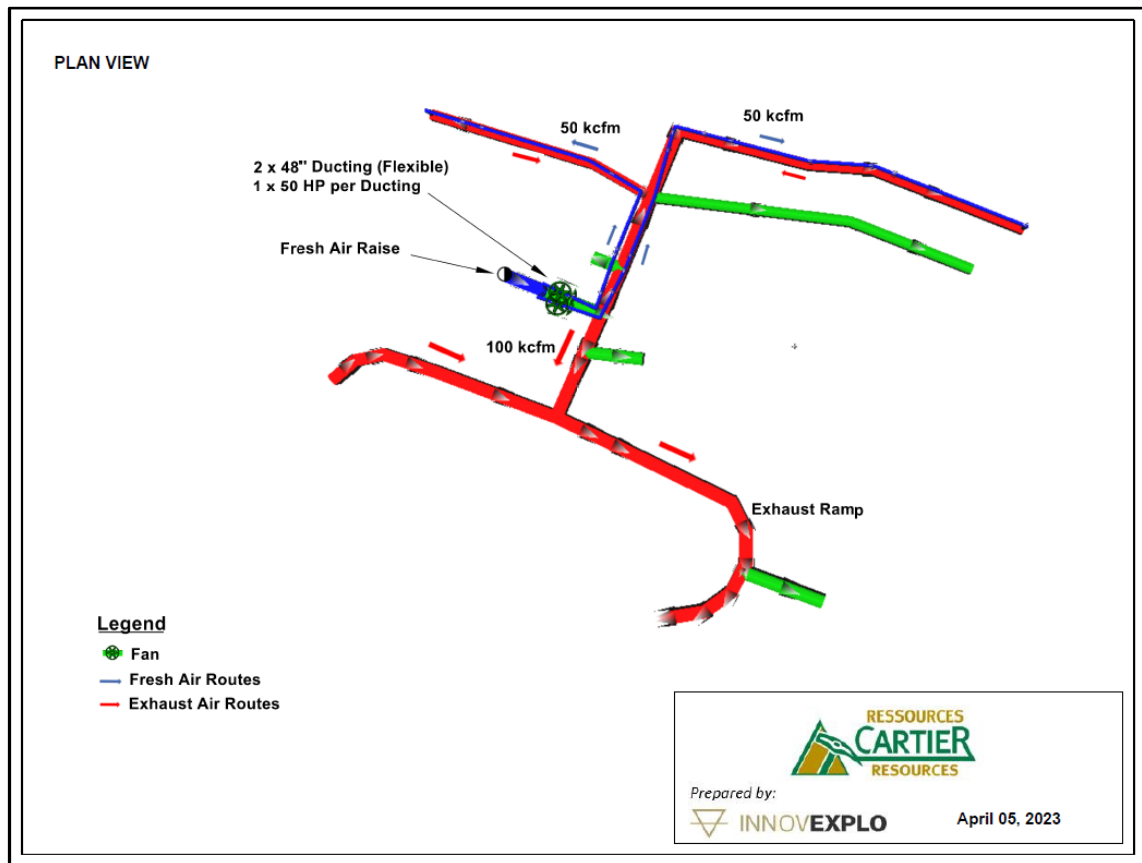 PLAN VIEW
50 kcfm
50 kcfm
2 x 48" Ducting (Flexible)
1 x 50 HP per Ducting
Fresh Air Raise
100 kcfm
Exhaust Ramp
Legend
Fan
Fresh Air Routes
Exhaust Air Routes
RESSOURCES
CARTIER
RESOURCES
Prepared by:
INNOVEXPLO
April 05, 2023